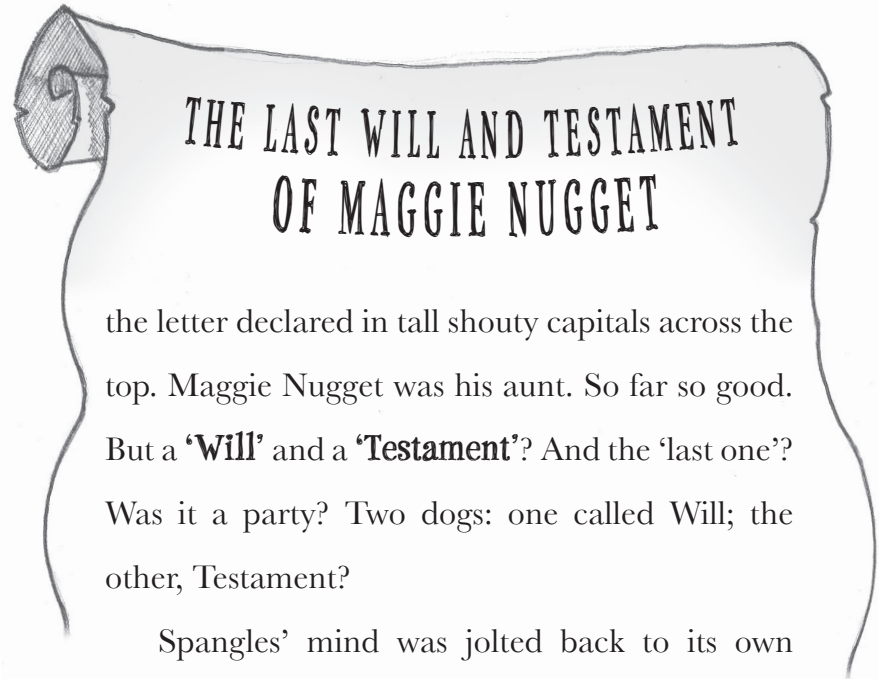 THE LAST WILL AND TESTAMENT
OF MAGGIE NUGGET
the letter declared in tall shouty capitals across the
top. Maggie Nugget was his aunt. So far so good.
But a ‘Will’ and a ‘Testament’? And the ‘last one’?
Was it a party? Two dogs: one called Will; the
other, Testament?
Spangles’ mind was jolted back to its own